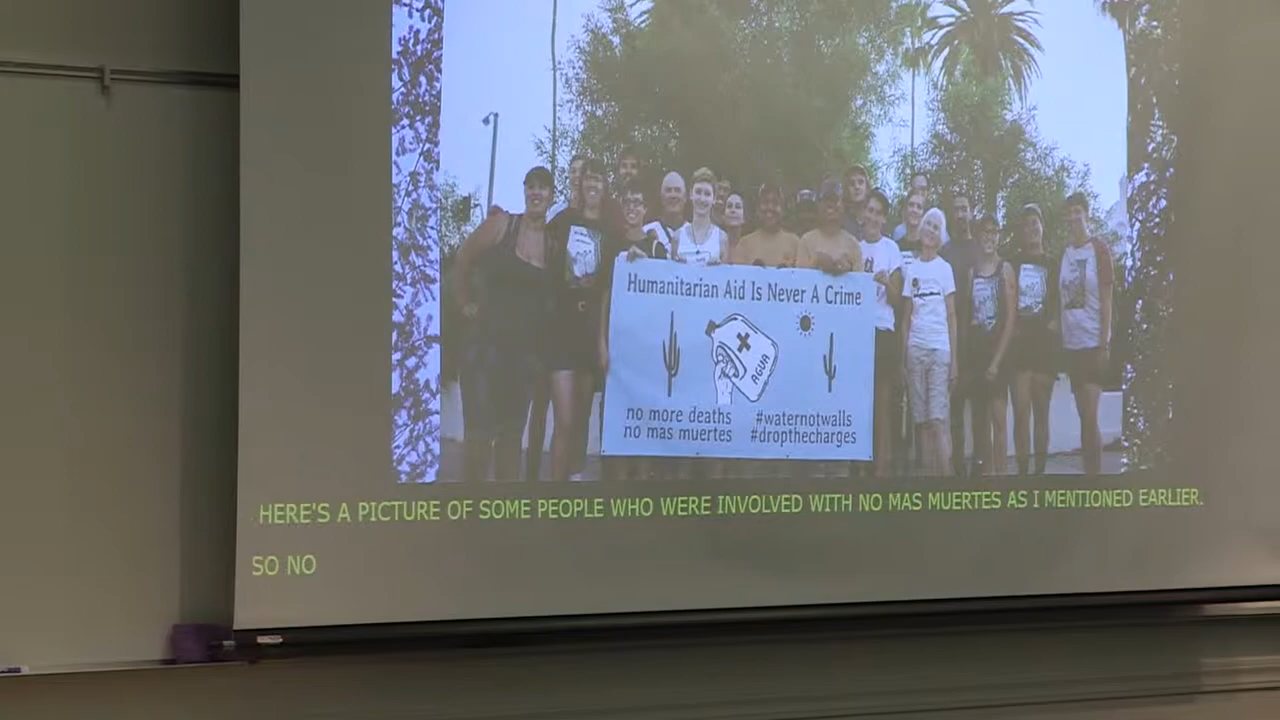 Humanitarian Aid Is Never A Crime
AGUA
no more deaths
no mas muertes
#waternotwalls
#dropthecharges
HERE'S A PICTURE OF SOME PEOPLE WHO WERE INVOLVED WITH NO MAS MUERTES AS I MENTIONED EARLIER.
SO NO